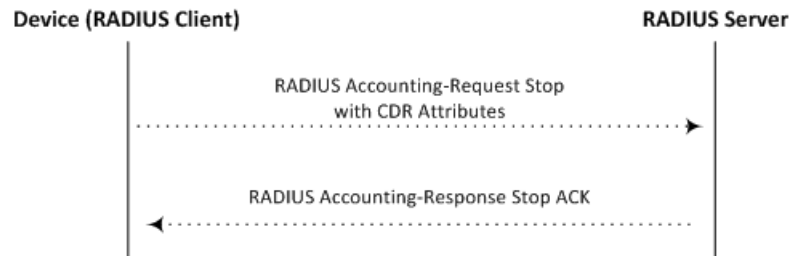 Device (RADIUS Client) RADIUS Server
RADIUS Accounting-Request Stop
with CDR Attributes
RADIUS Accounting-Response Stop ACK